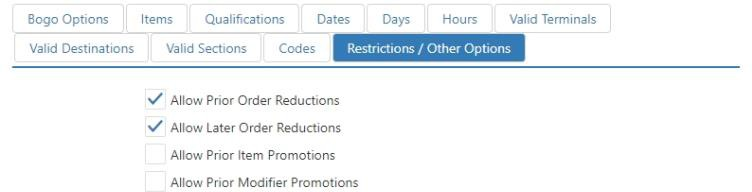 Bogo Options Items Qualifications Dates Days Hours Valid Terminals
Valid Destinations Valid Sections Codes Restrictions / Other Options
Allow Prior Order Reductions
Allow Later Order Reductions
Allow Prior Item Promotions
Allow Prior Modifier Promotions